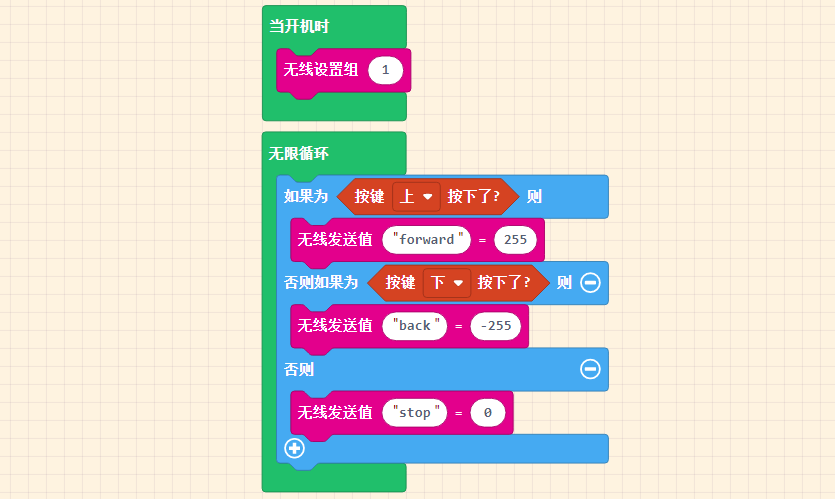 当开机时
无线设置组 1
无限循环
如果为 按键 上 按下了? 则
无线发送值 "forward" = 255
否则如果为 按键 下 按下了? 则
无线发送值 "back" = -255
否则
无线发送值 "stop" = 0